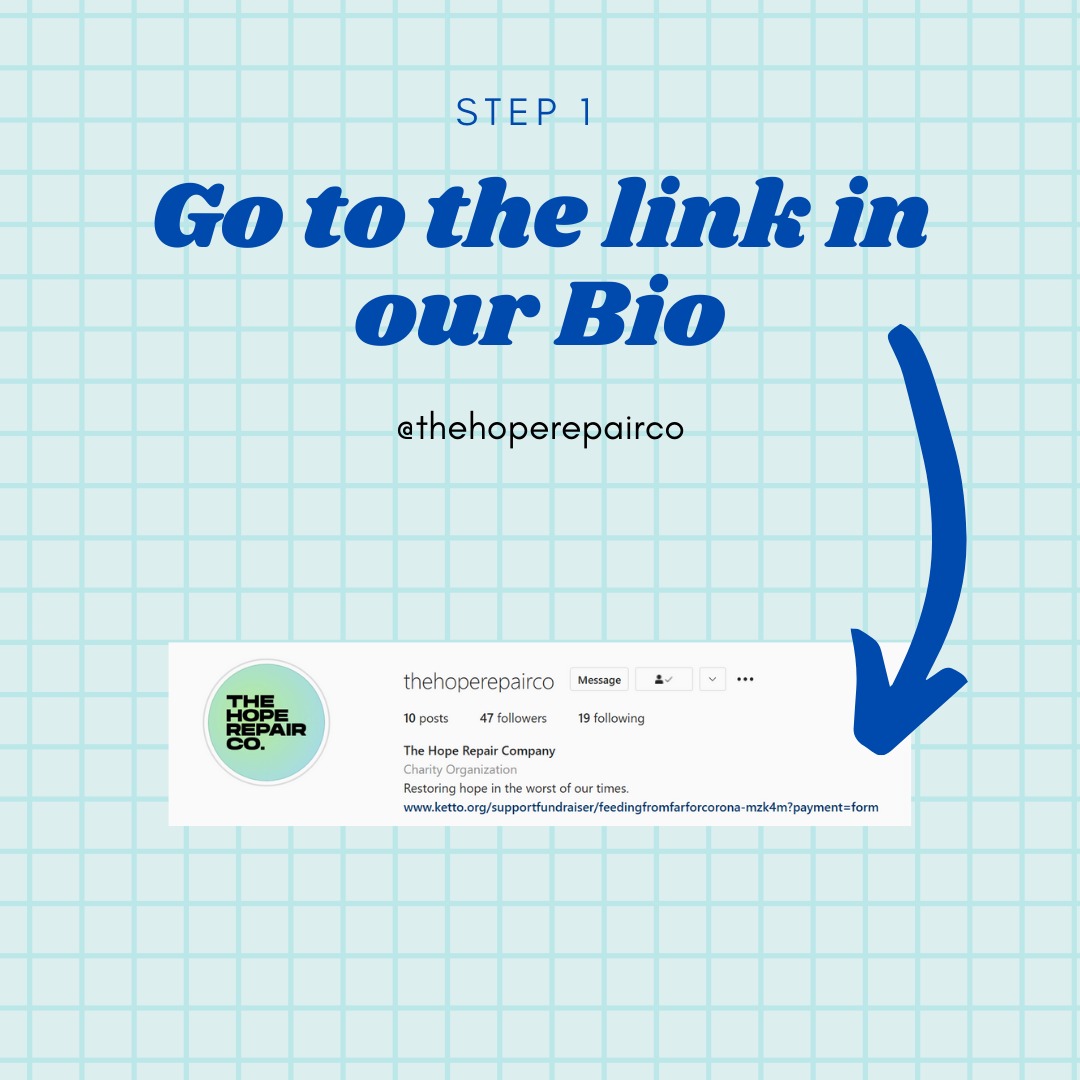 STEP 1
Go to the link in
our Bio
@thehoperepairco
THE
HOPE
REPAIR
CO.
thehoperepairco Message
10 posts 47 followers 19 following
The Hope Repair Company
Charity Organization
Restoring hope in the worst of our times.
www.ketto.org/supportfundraiser/feedingfromfarforcorona-mzk4m?payment=form